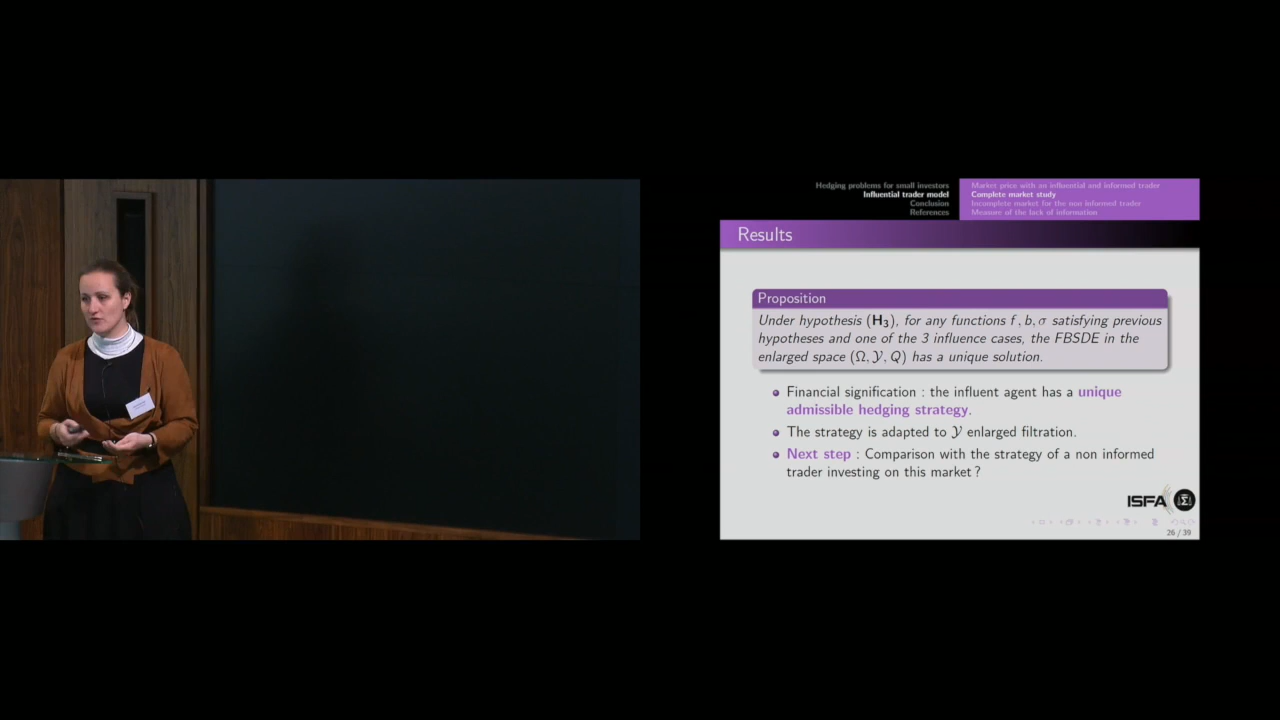 Hedging problems for small investors
Influential trader model
Conclusion
References
Market price with an influential and informed trader
Complete market study
Incomplete market for the non informed trader
Measure of the lack of information
Results
Proposition
Under hypothesis (H₃), for any functions f, b, σ satisfying previous
hypotheses and one of the 3 influence cases, the FBSDE in the
enlarged space (Ω, 𝒴, Q) has a unique solution.
Financial signification : the influent agent has a unique
admissible hedging strategy.
The strategy is adapted to 𝒴 enlarged filtration.
Next step : Comparison with the strategy of a non informed
trader investing on this market ?
ISFA
26 / 39